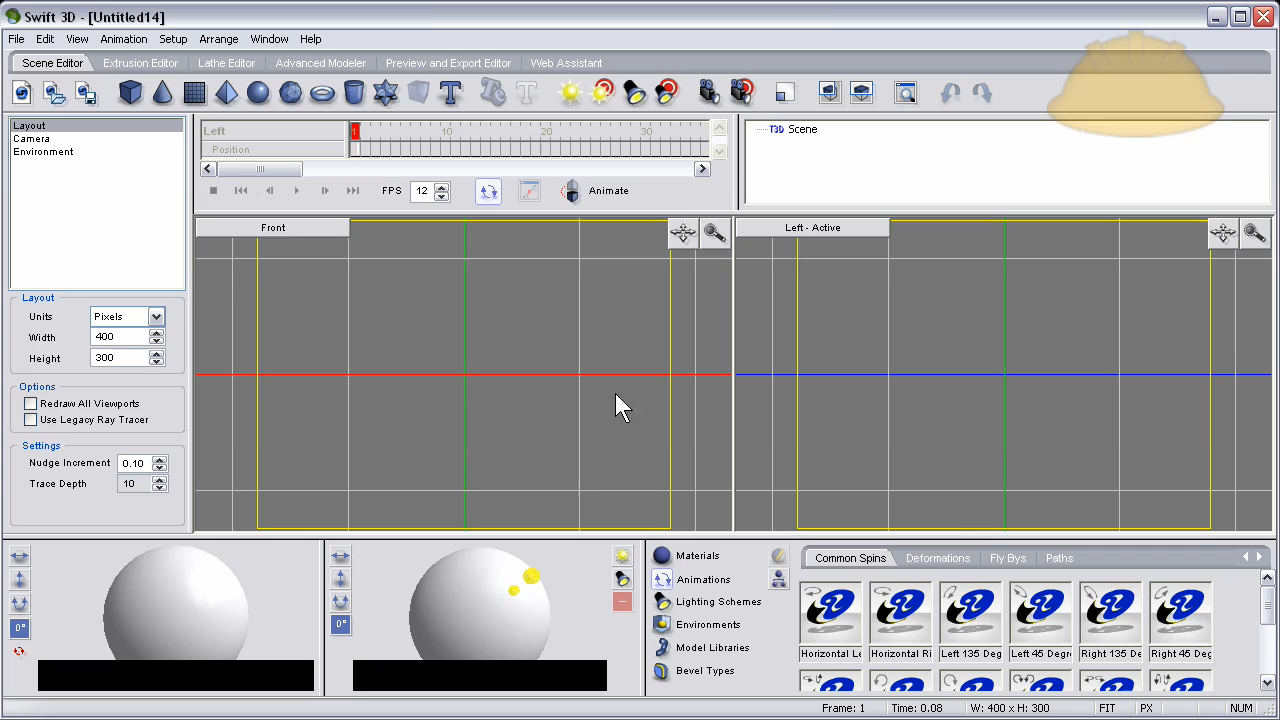 Swift 3D - [Untitled14]
File Edit View Animation Setup Arrange Window Help
Scene Editor Extrusion Editor Lathe Editor Advanced Modeler Preview and Export Editor Web Assistant
Layout
Camera
Environment
Left 1 10 20 30
Position
FPS 12 Animate
T3D Scene
Front
Left - Active
Layout
Units Pixels
Width 400
Height 300
Options
Redraw All Viewports
Use Legacy Ray Tracer
Settings
Nudge Increment 0.10
Trace Depth 10
0°
0°
Materials
Animations
Lighting Schemes
Environments
Model Libraries
Bevel Types
Common Spins Deformations Fly Bys Paths
Horizontal Le Horizontal Ri Left 135 Deg Left 45 Degr Right 135 De Right 45 Deg
Frame: 1 Time: 0.08 W: 400 x H: 300 FIT PX NUM